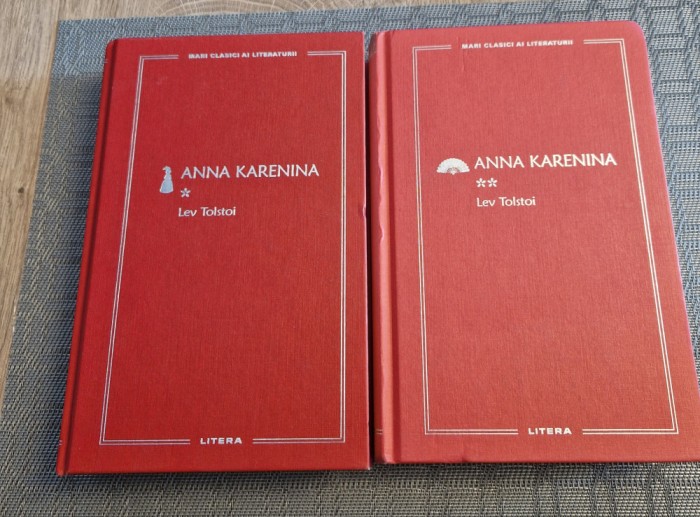 MARI CLASICI AI LITERATURII
ANNA KARENINA
*
Lev Tolstoi
LITERA
MARI CLASICI AI LITERATURII
ANNA KARENINA
**
Lev Tolstoi
LITERA